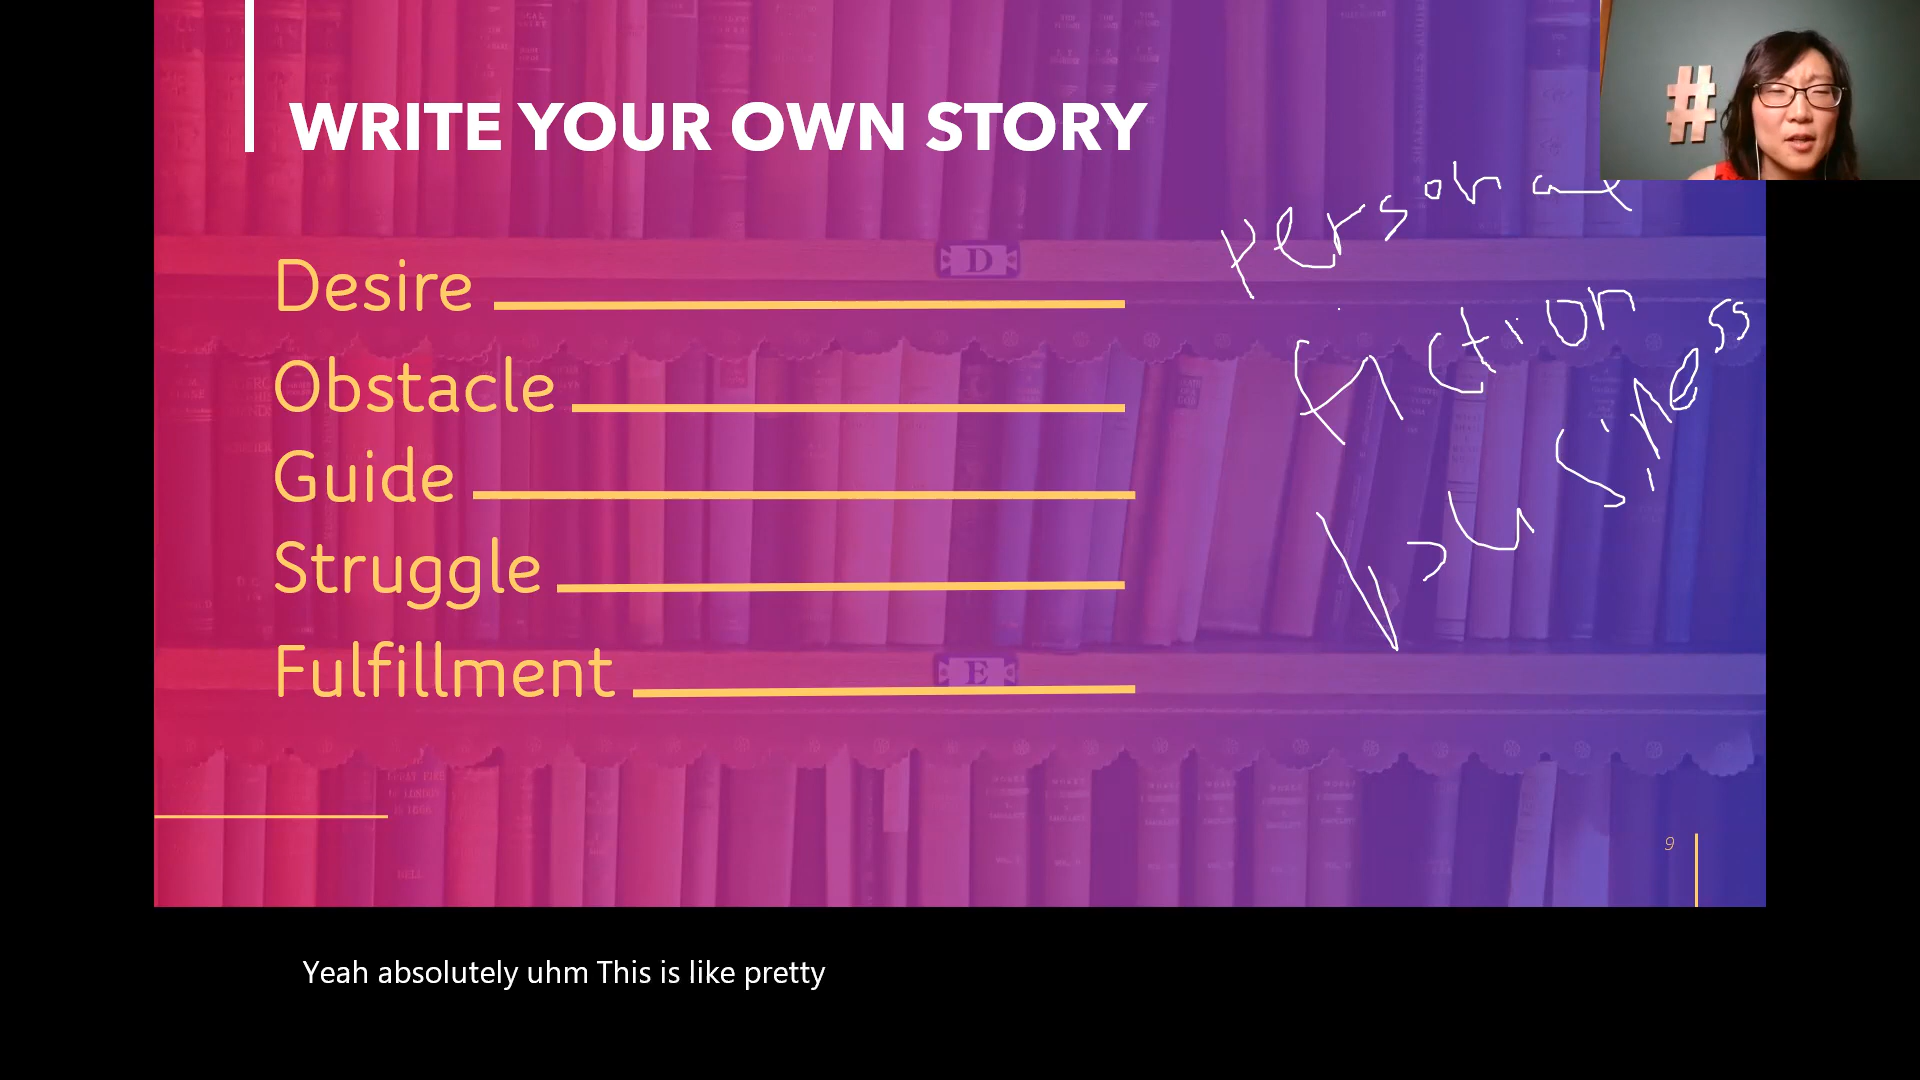 WRITE YOUR OWN STORY
Personal
Desire
D
fiction
Obstacle
business
Guide
Struggle
Fulfillment
E
9
Yeah absolutely uhm This is like pretty